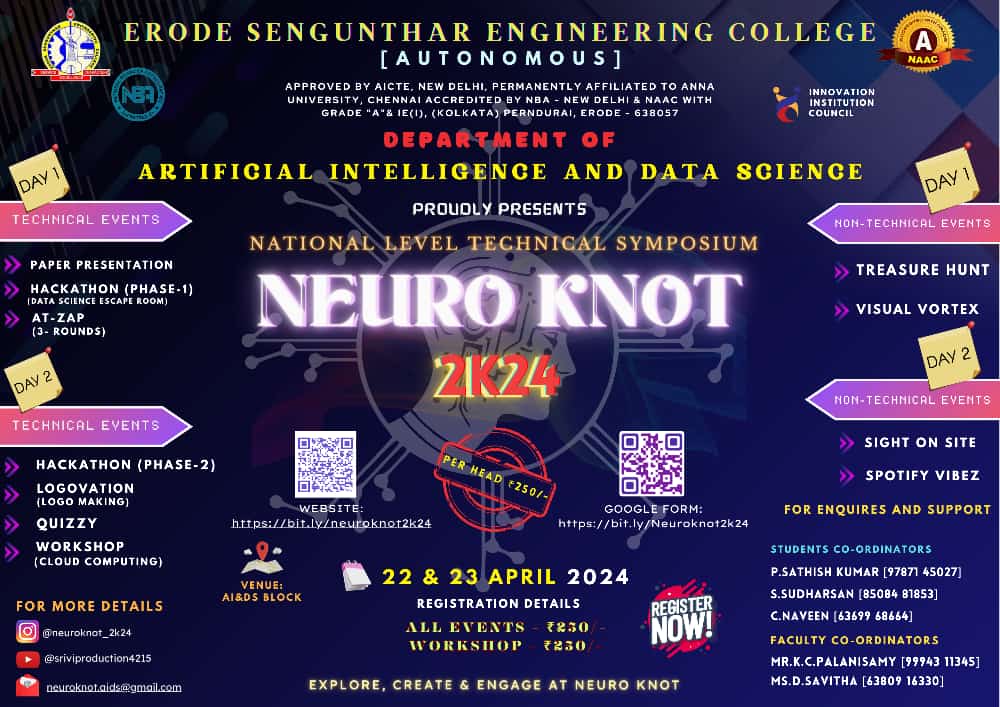 ERODE SENGUNTHAR ENGINEERING COLLEGE
[AUTONOMOUS]
A
NAAC
NBA
APPROVED BY AICTE, NEW DELHI, PERMANENTLY AFFILIATED TO ANNA
UNIVERSITY, CHENNAI ACCREDITED BY NBA - NEW DELHI & NAAC WITH
GRADE "A"& IE(I), (KOLKATA) PERNDURAI, ERODE - 638057
INNOVATION
INSTITUTION
COUNCIL
DEPARTMENT OF
ARTIFICIAL INTELLIGENCE AND DATA SCIENCE
PROUDLY PRESENTS
NATIONAL LEVEL TECHNICAL SYMPOSIUM
NEURO KNOT
2K24
DAY 1
TECHNICAL EVENTS
PAPER PRESENTATION
HACKATHON (PHASE-1)
(DATA SCIENCE ESCAPE ROOM)
AT-ZAP
(3- ROUNDS)
DAY 2
TECHNICAL EVENTS
HACKATHON (PHASE-2)
LOGOVATION
(LOGO MAKING)
QUIZZY
WORKSHOP
(CLOUD COMPUTING)
DAY 1
NON-TECHNICAL EVENTS
TREASURE HUNT
VISUAL VORTEX
DAY 2
NON-TECHNICAL EVENTS
SIGHT ON SITE
SPOTIFY VIBEZ
PER HEAD ₹250/-
WEBSITE:
https://bit.ly/neuroknot2k24
GOOGLE FORM:
https://bit.ly/Neuroknot2k24
VENUE:
AI&DS BLOCK
22 & 23 APRIL 2024
REGISTRATION DETAILS
ALL EVENTS - ₹250/-
WORKSHOP - ₹250/-
REGISTER
NOW!
EXPLORE, CREATE & ENGAGE AT NEURO KNOT
FOR MORE DETAILS
@neuroknot_2k24
@sriviproduction4215
neuroknot.aids@gmail.com
FOR ENQUIRES AND SUPPORT
STUDENTS CO-ORDINATORS
P.SATHISH KUMAR [97871 45027]
S.SUDHARSAN [85084 81853]
C.NAVEEN [63699 68664]
FACULTY CO-ORDINATORS
MR.K.C.PALANISAMY [99943 11345]
MS.D.SAVITHA [63809 16330]